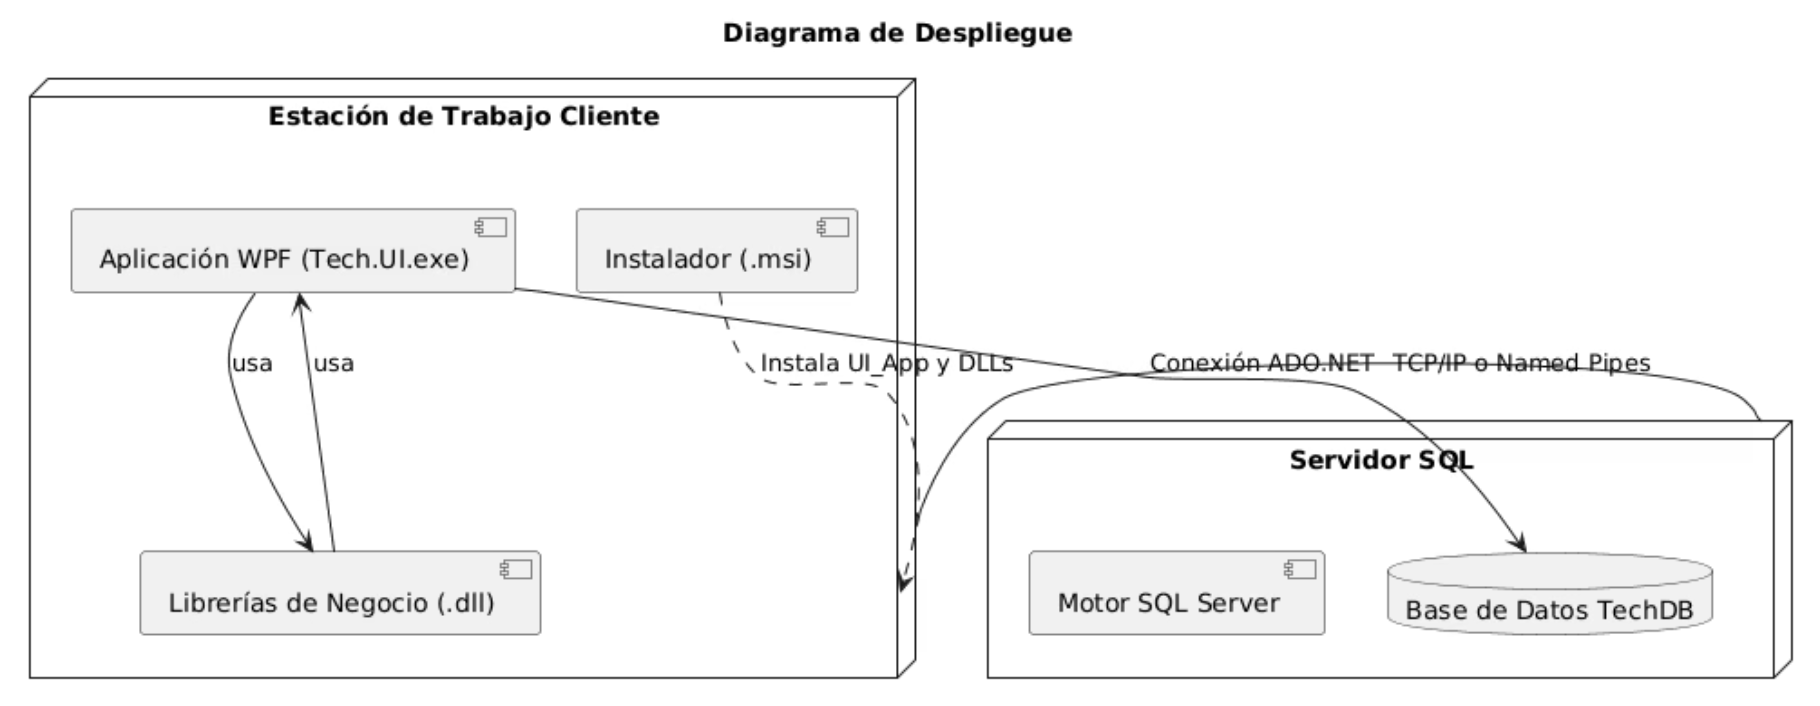 Diagrama de Despliegue
Estación de Trabajo Cliente
Aplicación WPF (Tech.UI.exe)
Instalador (.msi)
usa
usa
Instala UI_App y DLLs
Conexión ADO.NET  TCP/IP o Named Pipes
Servidor SQL
Librerías de Negocio (.dll)
Motor SQL Server
Base de Datos TechDB